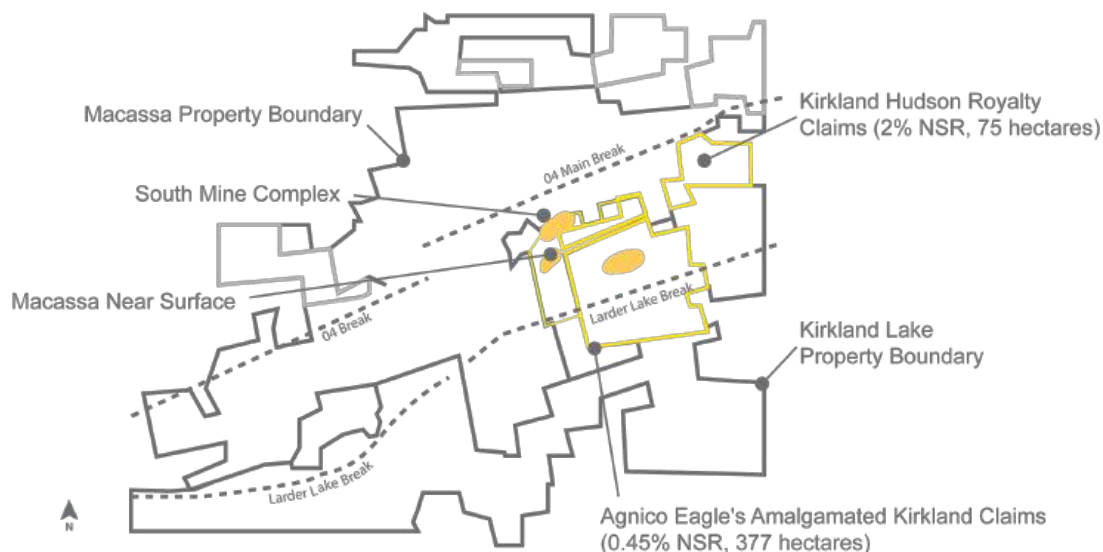 Macassa Property Boundary
Kirkland Hudson Royalty
Claims (2% NSR, 75 hectares)
04 Main Break
South Mine Complex
Macassa Near Surface
Larder Lake Break
04 Break
Kirkland Lake
Property Boundary
Larder Lake Break
N
Agnico Eagle's Amalgamated Kirkland Claims
(0.45% NSR, 377 hectares)